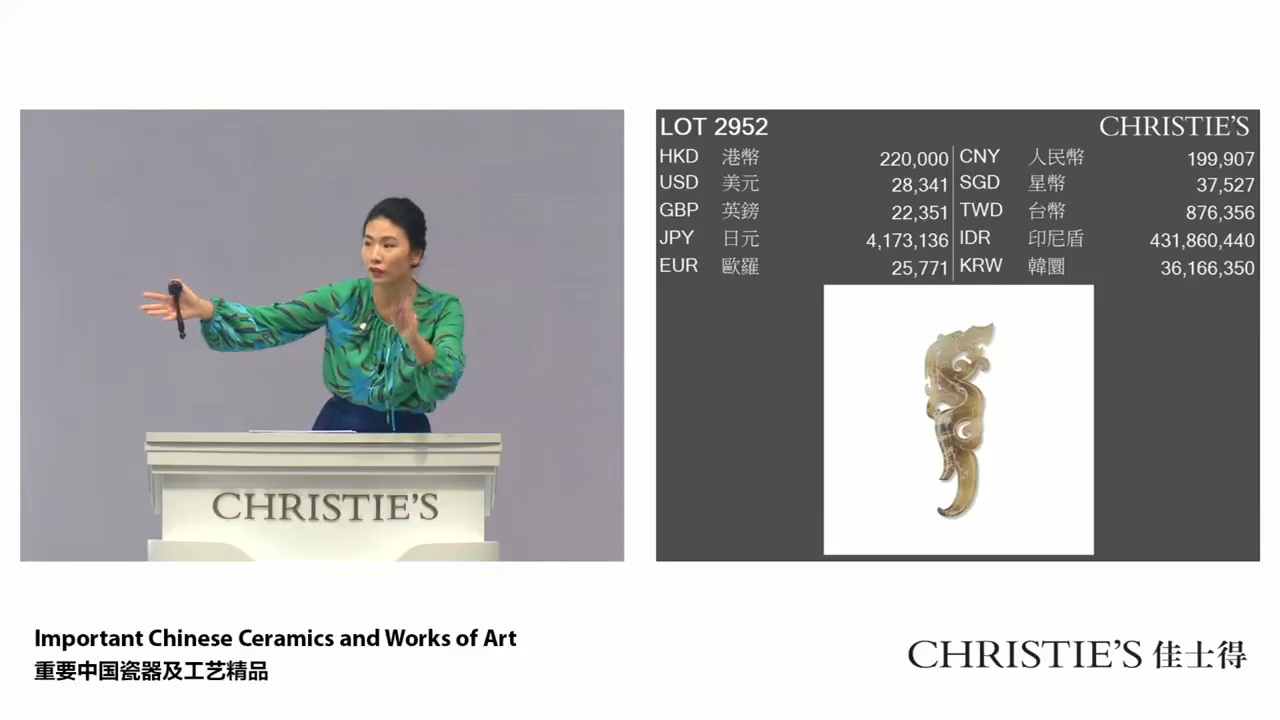 CHRISTIE'S
LOT 2952 CHRISTIE'S
HKD 港幣 220,000 CNY 人民幣 199,907
USD 美元 28,341 SGD 星幣 37,527
GBP 英鎊 22,351 TWD 台幣 876,356
JPY 日元 4,173,136 IDR 印尼盾 431,860,440
EUR 歐羅 25,771 KRW 韓圜 36,166,350
Important Chinese Ceramics and Works of Art
重要中国瓷器及工艺精品
CHRISTIE'S 佳士得